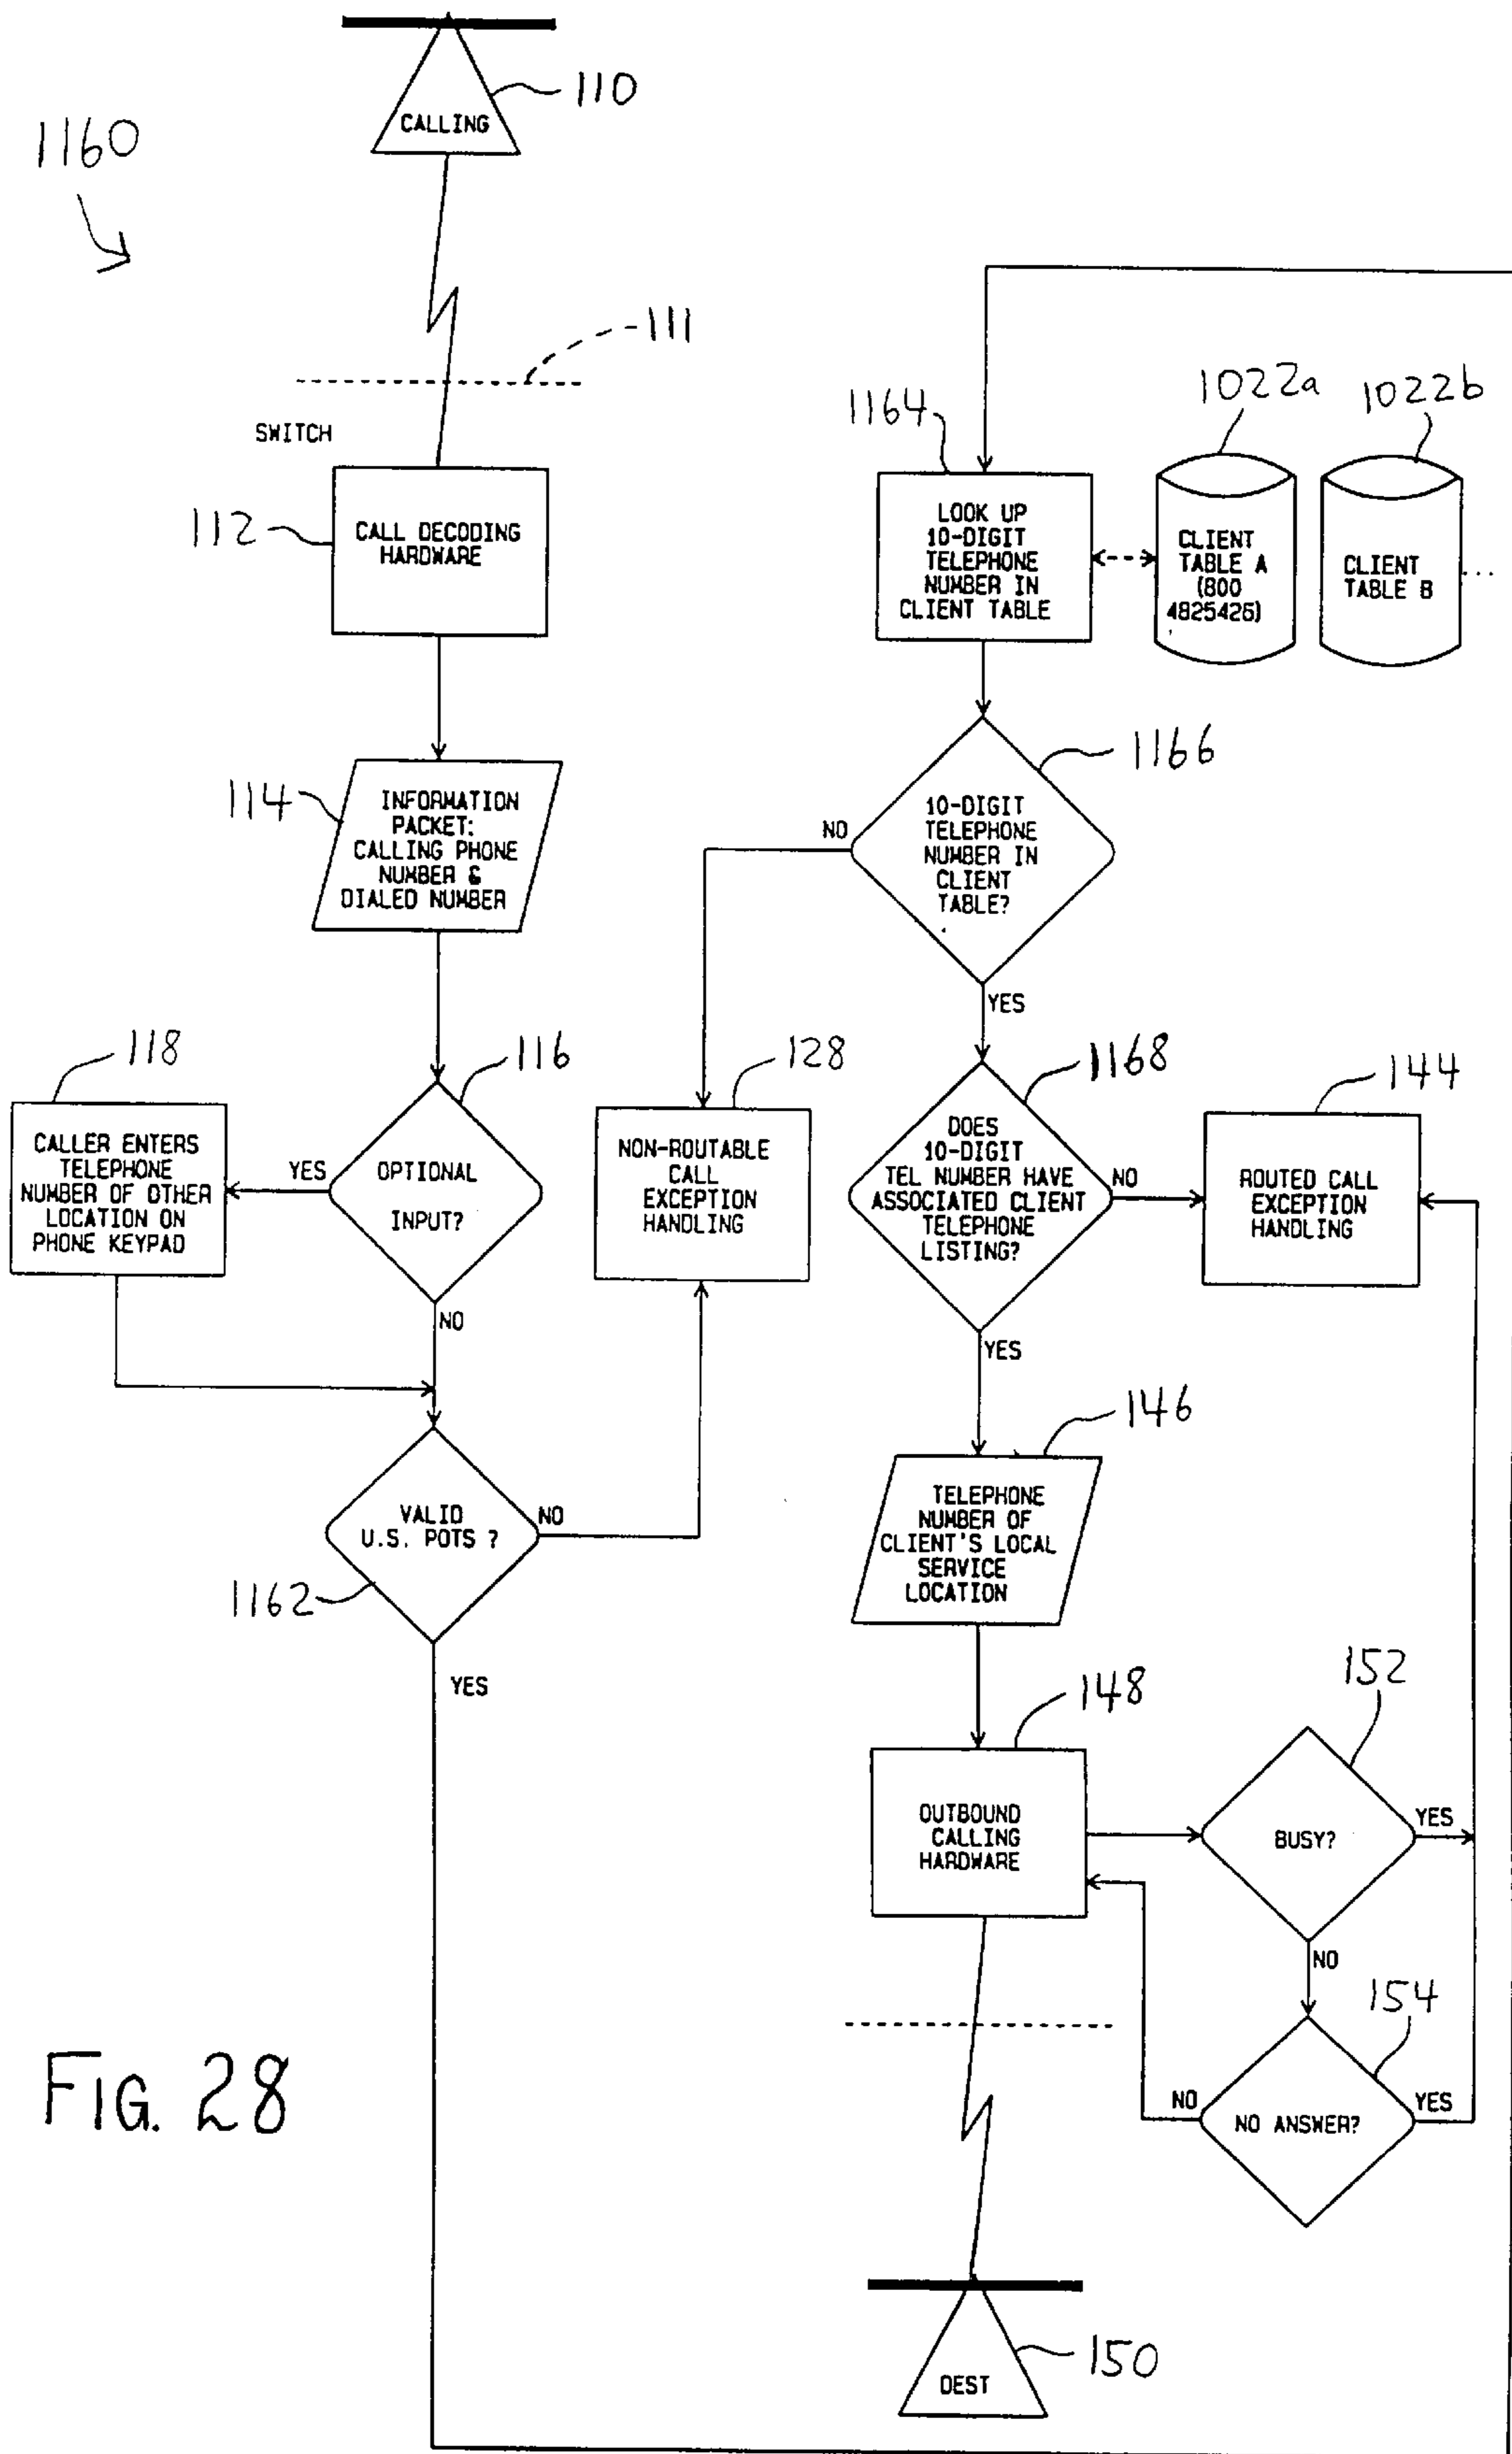 1160
110
CALLING
111
SWITCH
112
CALL DECODING
HARDWARE
114
INFORMATION
PACKET:
CALLING PHONE
NUMBER &
DIALED NUMBER
118
116
CALLER ENTERS
TELEPHONE
NUMBER OF OTHER
LOCATION ON
PHONE KEYPAD
YES
OPTIONAL
INPUT?
NO
VALID
U.S. POTS ?
NO
1162
YES
128
NON-ROUTABLE
CALL
EXCEPTION
HANDLING
1164
LOOK UP
10-DIGIT
TELEPHONE
NUMBER IN
CLIENT TABLE
1022a
CLIENT
TABLE A
(800
4825426)
1022b
CLIENT
TABLE B
...
1166
NO
10-DIGIT
TELEPHONE
NUMBER IN
CLIENT
TABLE?
YES
1168
DOES
10-DIGIT
TEL NUMBER HAVE
ASSOCIATED CLIENT
TELEPHONE
LISTING?
NO
YES
144
ROUTED CALL
EXCEPTION
HANDLING
146
TELEPHONE
NUMBER OF
CLIENT'S LOCAL
SERVICE
LOCATION
148
OUTBOUND
CALLING
HARDWARE
152
BUSY?
YES
NO
154
NO
NO ANSWER?
YES
150
DEST
FIG. 28